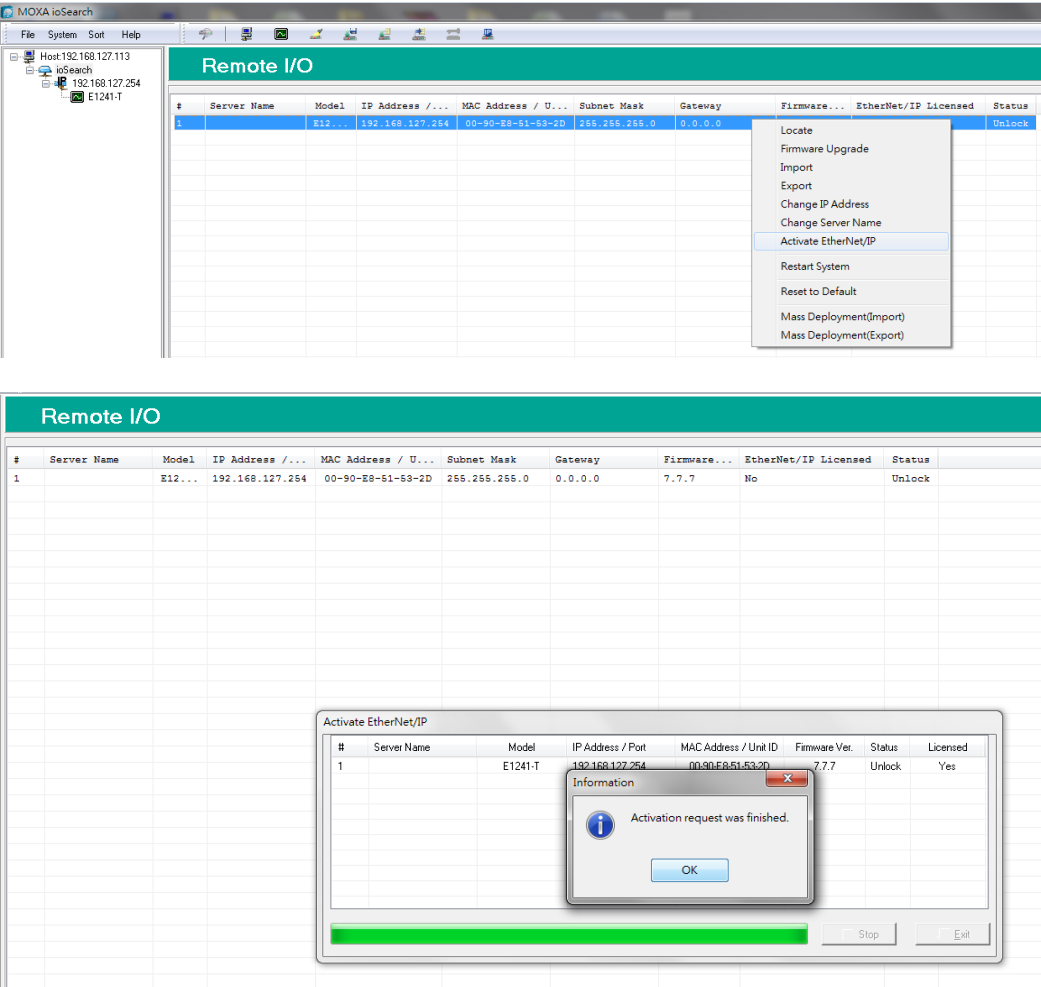 MOXA ioSearch
File System Sort Help
Host:192.168.127.113
ioSearch
192.168.127.254
E1241-T
Remote I/O
# Server Name Model IP Address /... MAC Address / U... Subnet Mask Gateway Firmware... EtherNet/IP Licensed Status
1 E12... 192.168.127.254 00-90-E8-51-53-2D 255.255.255.0 0.0.0.0 Unlock
Locate
Firmware Upgrade
Import
Export
Change IP Address
Change Server Name
Activate EtherNet/IP
Restart System
Reset to Default
Mass Deployment(Import)
Mass Deployment(Export)
Remote I/O
# Server Name Model IP Address /... MAC Address / U... Subnet Mask Gateway Firmware... EtherNet/IP Licensed Status
1 E12... 192.168.127.254 00-90-E8-51-53-2D 255.255.255.0 0.0.0.0 7.7.7 No Unlock
Activate EtherNet/IP
# Server Name Model IP Address / Port MAC Address / Unit ID Firmware Ver. Status Licensed
1 E1241-T 192.168.127.254 00-90-E8-51-53-2D 7.7.7 Unlock Yes
Information
Activation request was finished.
OK
Stop Exit